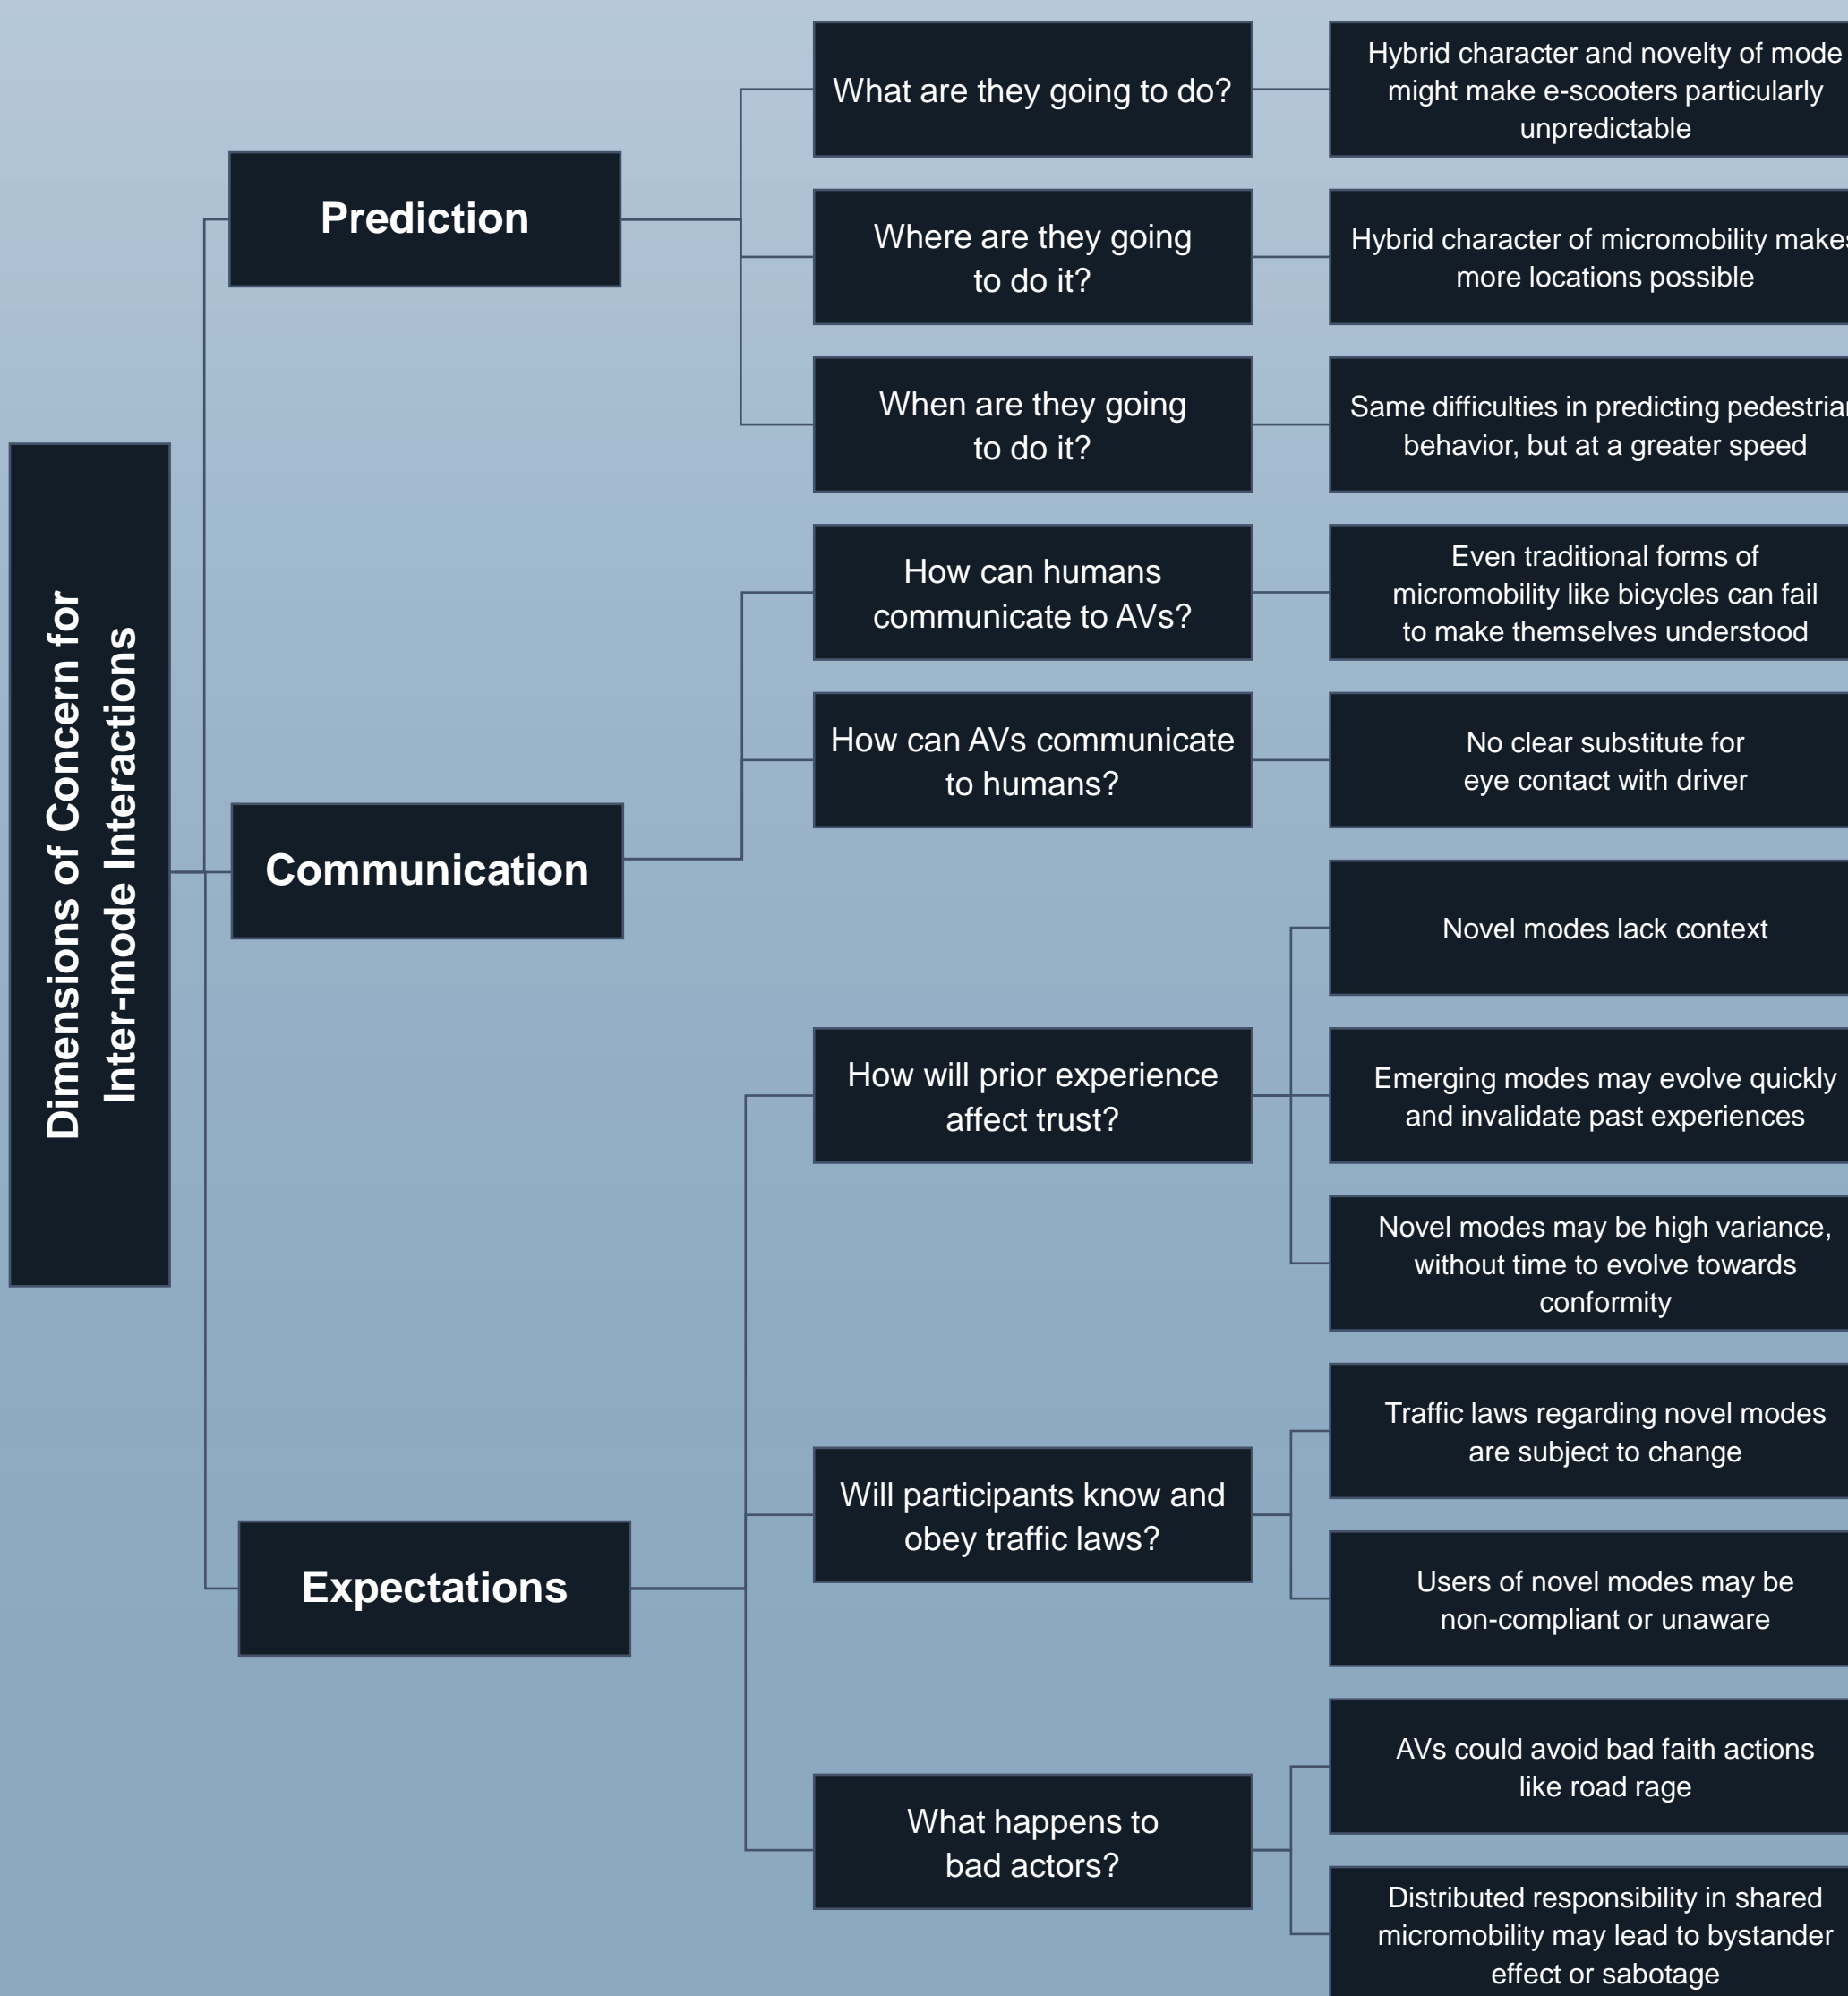 Dimensions of Concern for
Inter-mode Interactions
Prediction
What are they going to do?
Hybrid character and novelty of mode
might make e-scooters particularly
unpredictable
Where are they going
to do it?
Hybrid character of micromobility makes
more locations possible
When are they going
to do it?
Same difficulties in predicting pedestrian
behavior, but at a greater speed
Communication
How can humans
communicate to AVs?
Even traditional forms of
micromobility like bicycles can fail
to make themselves understood
How can AVs communicate
to humans?
No clear substitute for
eye contact with driver
Expectations
How will prior experience
affect trust?
Novel modes lack context
Emerging modes may evolve quickly
and invalidate past experiences
Novel modes may be high variance,
without time to evolve towards
conformity
Will participants know and
obey traffic laws?
Traffic laws regarding novel modes
are subject to change
Users of novel modes may be
non-compliant or unaware
What happens to
bad actors?
AVs could avoid bad faith actions
like road rage
Distributed responsibility in shared
micromobility may lead to bystander
effect or sabotage